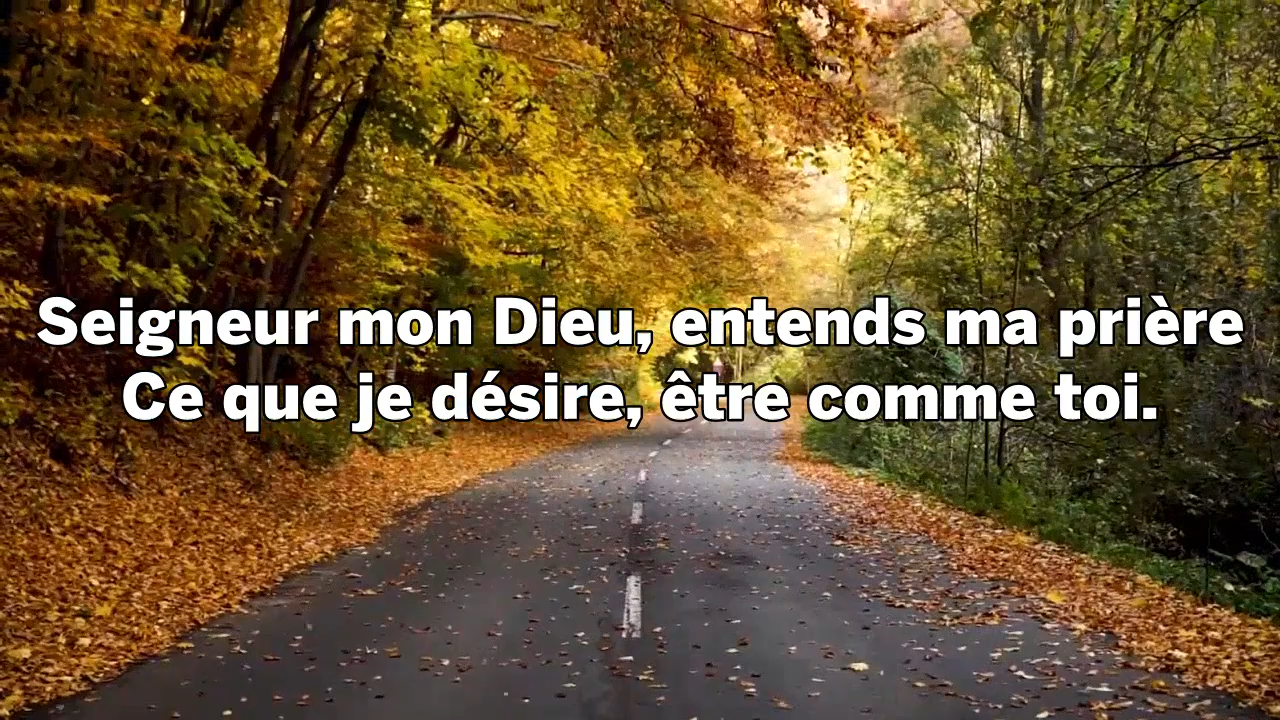 Seigneur mon Dieu, entends ma prière
Ce que je désire, être comme toi.